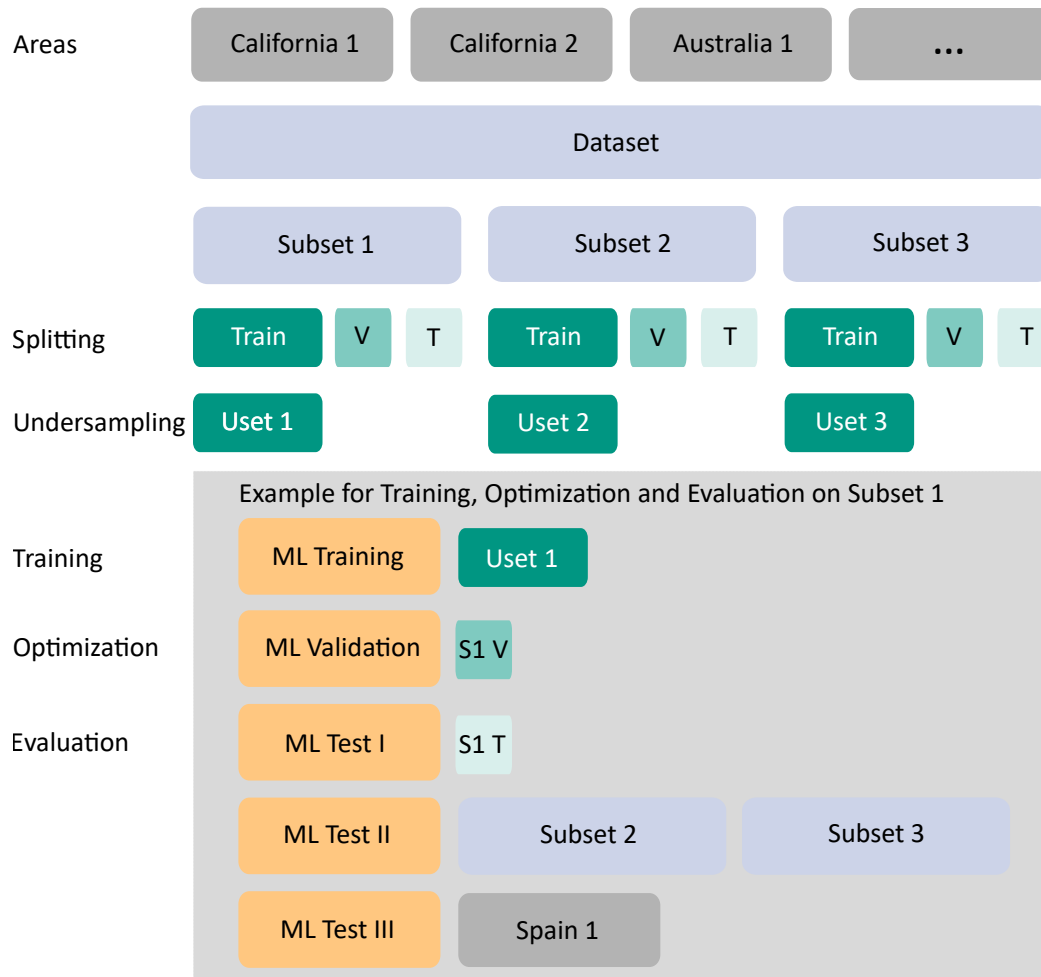 Areas California 1 California 2 Australia 1 ...
Dataset
Subset 1 Subset 2 Subset 3
Splitting Train V T Train V T Train V T
Undersampling Uset 1 Uset 2 Uset 3
Example for Training, Optimization and Evaluation on Subset 1
Training ML Training Uset 1
Optimization ML Validation S1 V
Evaluation ML Test I S1 T
ML Test II Subset 2 Subset 3
ML Test III Spain 1